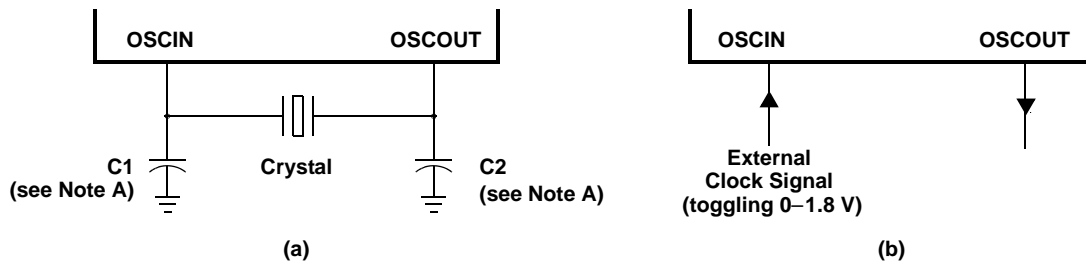 OSCIN OSCOUT
C1
(see Note A)
Crystal
C2
(see Note A)
(a)
OSCIN OSCOUT
External
Clock Signal
(toggling 0–1.8 V)
(b)